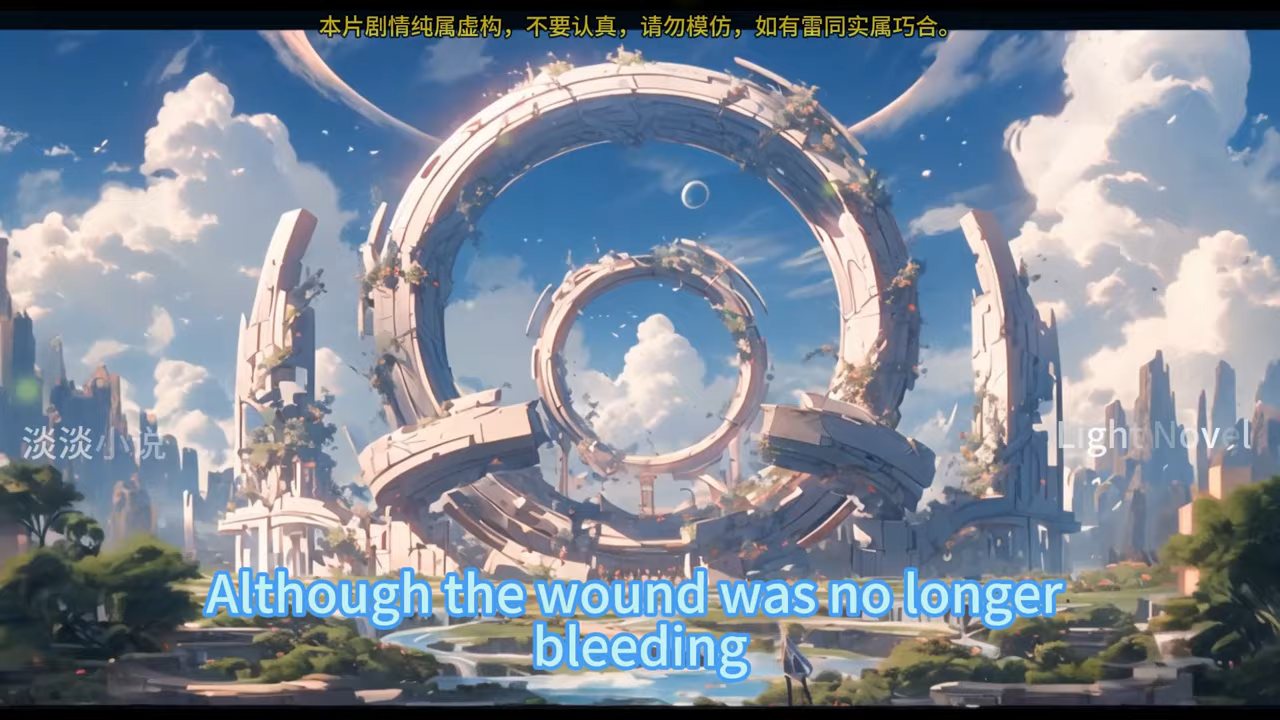 本片剧情纯属虚构，不要认真，请勿模仿，如有雷同实属巧合。
淡淡小说
Light Novel
Although the wound was no longer
bleeding